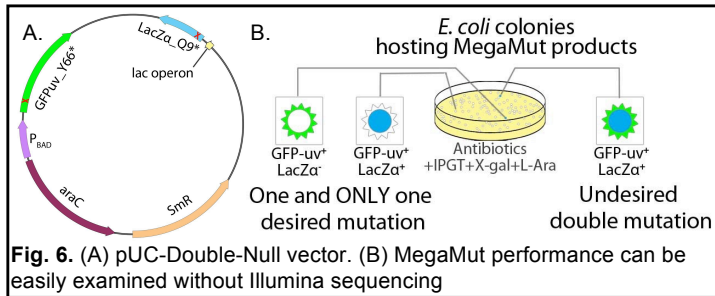 A.
LacZα_Q9*
lac operon
GFPuv_Y66*
P BAD
araC
SmR
B.
E. coli colonies
hosting MegaMut products
GFP-uv+
LacZα-
GFP-uv+
LacZα+
Antibiotics
+IPGT+X-gal+L-Ara
GFP-uv+
LacZα+
One and ONLY one
desired mutation
Undesired
double mutation
Fig. 6. (A) pUC-Double-Null vector. (B) MegaMut performance can be
easily examined without Illumina sequencing